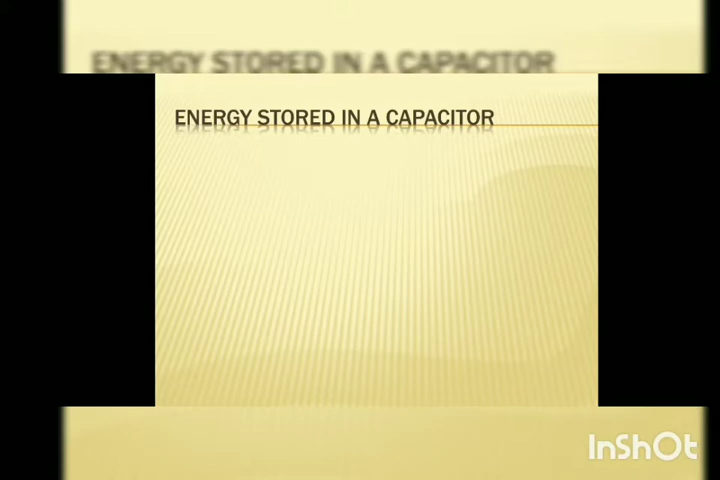 ENERGY STORED IN A CAPACITOR
ENERGY STORED IN A CAPACITOR
InShOt